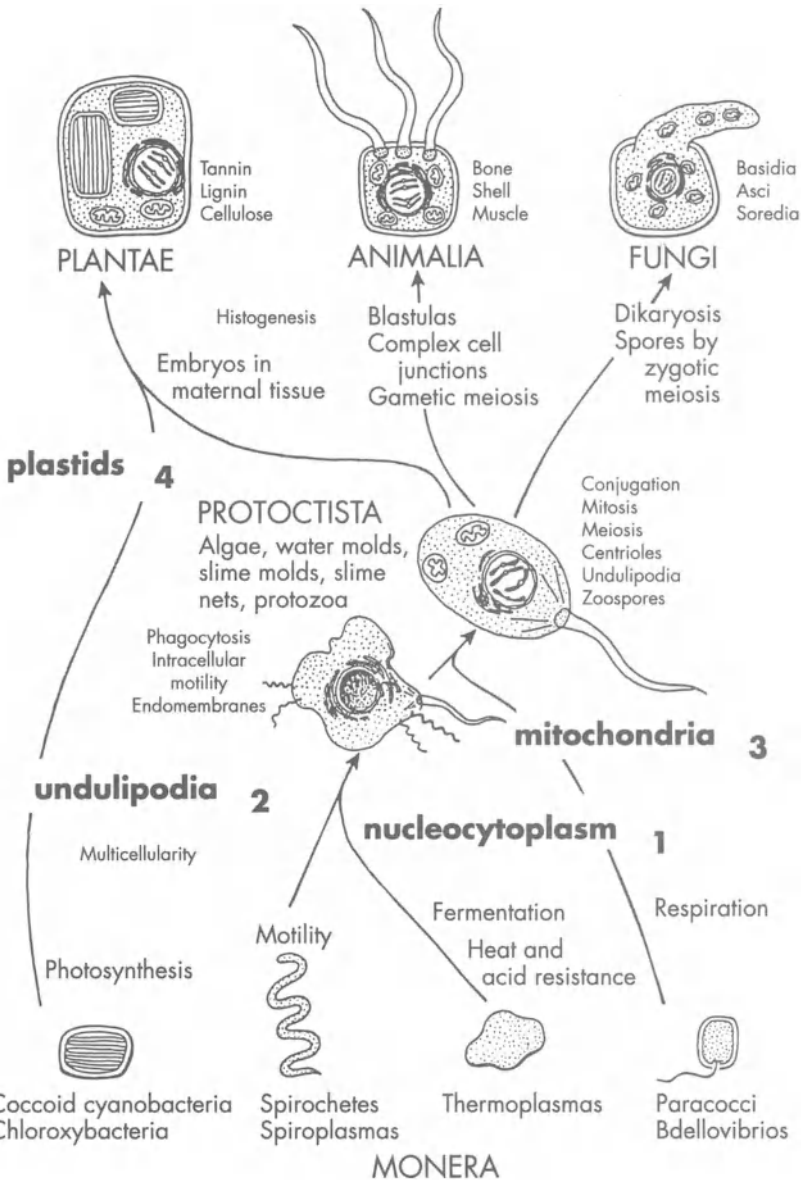 Tannin
Lignin
Cellulose
PLANTAE
Bone
Shell
Muscle
ANIMALIA
Basidia
Asci
Soredia
FUNGI
Histogenesis
Embryos in
maternal tissue
Blastulas
Complex cell
junctions
Gametic meiosis
Dikaryosis
Spores by
zygotic
meiosis
plastids 4
PROTOCTISTA
Algae, water molds,
slime molds, slime
nets, protozoa
Conjugation
Mitosis
Meiosis
Centrioles
Undulipodia
Zoospores
Phagocytosis
Intracellular
motility
Endomembranes
mitochondria 3
undulipodia 2
nucleocytoplasm 1
Multicellularity
Photosynthesis
Motility
Fermentation
Heat and
acid resistance
Respiration
Coccoid cyanobacteria
Chloroxybacteria
Spirochetes
Spiroplasmas
Thermoplasmas
Paracocci
Bdellovibrios
MONERA